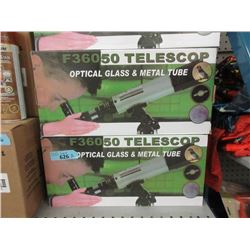 F36050 TELESCOP
OPTICAL GLASS & METAL TUBE
F36050 TELESCOP
OPTICAL GLASS & METAL TUBE